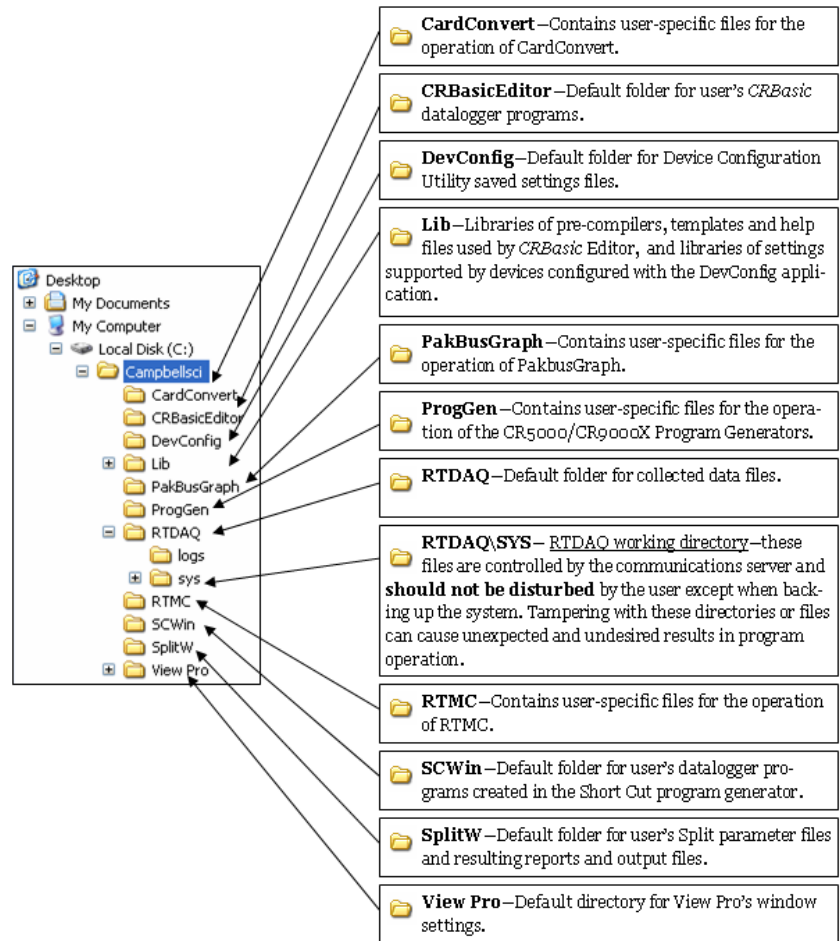 CardConvert—Contains user-specific files for the
operation of CardConvert.
CRBasicEditor—Default folder for user's CRBasic
datalogger programs.
DevConfig—Default folder for Device Configuration
Utility saved settings files.
Lib—Libraries of pre-compilers, templates and help
files used by CRBasic Editor, and libraries of settings
supported by devices configured with the DevConfig appli-
cation.
PakBusGraph—Contains user-specific files for the
operation of PakbusGraph.
ProgGen—Contains user-specific files for the opera-
tion of the CR5000/CR9000X Program Generators.
RTDAQ—Default folder for collected data files.
RTDAQ\SYS— RTDAQ working directory—these
files are controlled by the communications server and
should not be disturbed by the user except when back-
ing up the system. Tampering with these directories or files
can cause unexpected and undesired results in program
operation.
RTMC—Contains user-specific files for the operation
of RTMC.
SCWin—Default folder for user's datalogger pro-
grams created in the Short Cut program generator.
SplitW—Default folder for user's Split parameter files
and resulting reports and output files.
View Pro—Default directory for View Pro's window
settings.
Desktop
My Documents
My Computer
Local Disk (C:)
Campbellsci
CardConvert
CRBasicEditor
DevConfig
Lib
PakBusGraph
ProgGen
RTDAQ
logs
sys
RTMC
SCWin
SplitW
View Pro